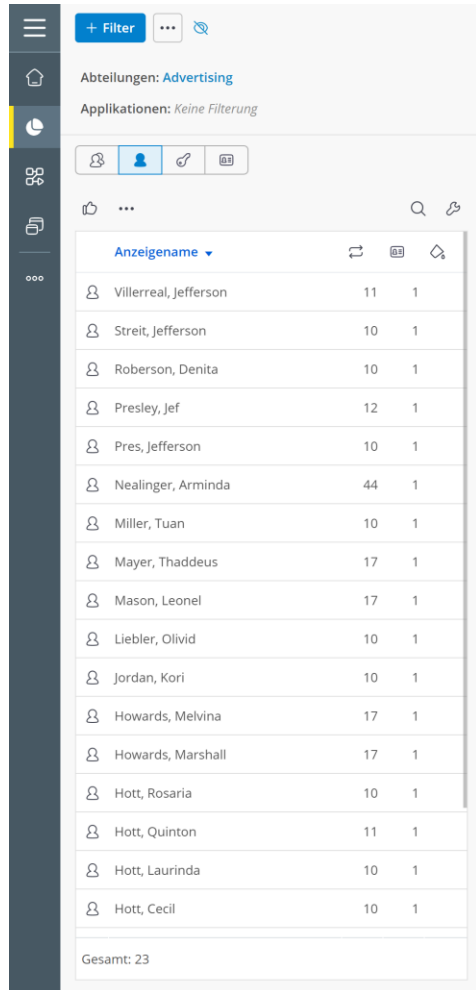 + Filter
Abteilungen: Advertising
Applikationen: Keine Filterung
Anzeigename
Villerreal, Jefferson 11 1
Streit, Jefferson 10 1
Roberson, Denita 10 1
Presley, Jef 12 1
Pres, Jefferson 10 1
Nealinger, Arminda 44 1
Miller, Tuan 10 1
Mayer, Thaddeus 17 1
Mason, Leonel 17 1
Liebler, Olivid 10 1
Jordan, Kori 10 1
Howards, Melvina 17 1
Howards, Marshall 17 1
Hott, Rosaria 10 1
Hott, Quinton 11 1
Hott, Laurinda 10 1
Hott, Cecil 10 1
Gesamt: 23